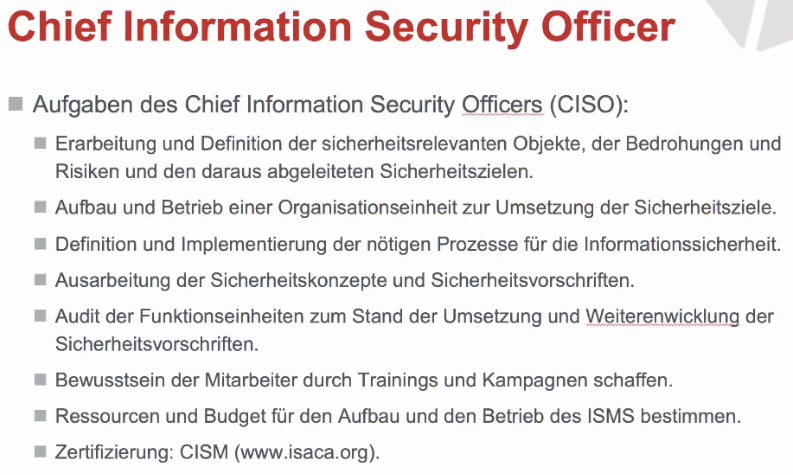 Chief Information Security Officer
Aufgaben des Chief Information Security Officers (CISO):
Erarbeitung und Definition der sicherheitsrelevanten Objekte, der Bedrohungen und
Risiken und den daraus abgeleiteten Sicherheitszielen.
Aufbau und Betrieb einer Organisationseinheit zur Umsetzung der Sicherheitsziele.
Definition und Implementierung der nötigen Prozesse für die Informationssicherheit.
Ausarbeitung der Sicherheitskonzepte und Sicherheitsvorschriften.
Audit der Funktionseinheiten zum Stand der Umsetzung und Weiterenwicklung der
Sicherheitsvorschriften.
Bewusstsein der Mitarbeiter durch Trainings und Kampagnen schaffen.
Ressourcen und Budget für den Aufbau und den Betrieb des ISMS bestimmen.
Zertifizierung: CISM (www.isaca.org).